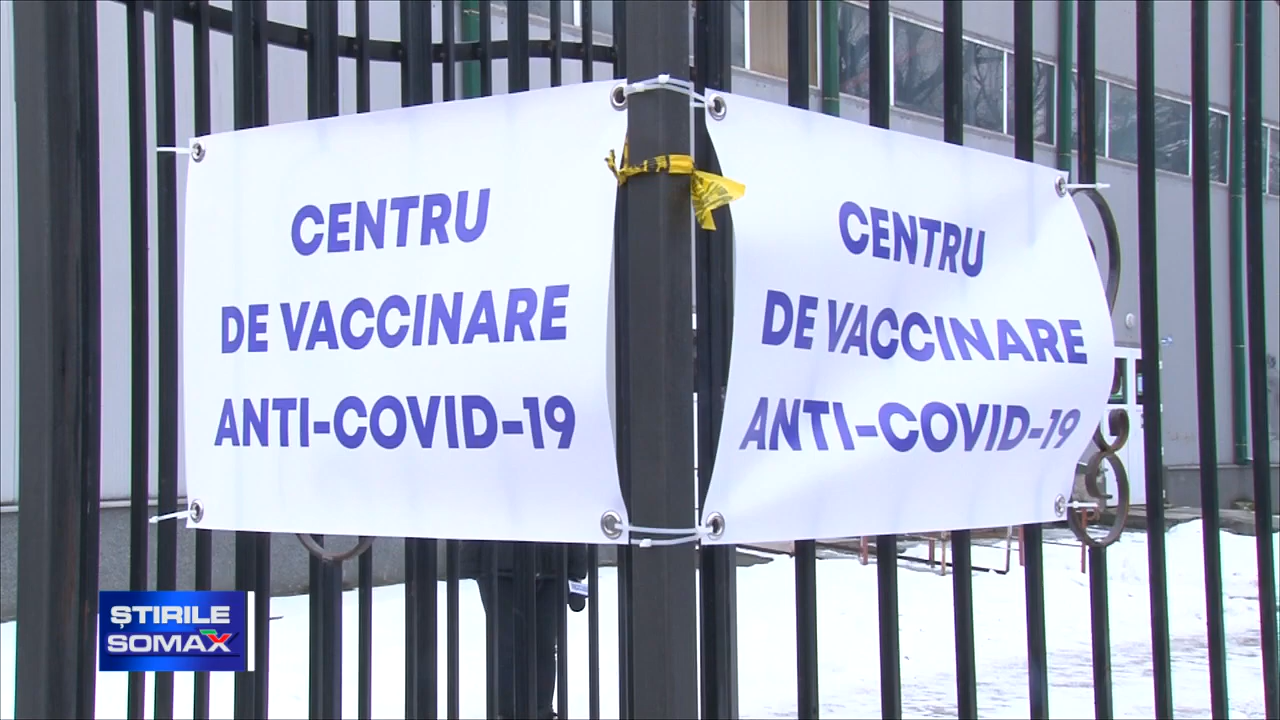 CENTRU
DE VACCINARE
ANTI-COVID-19
CENTRU
DE VACCINARE
ANTI-COVID-19
ȘTIRILE
SOMAX